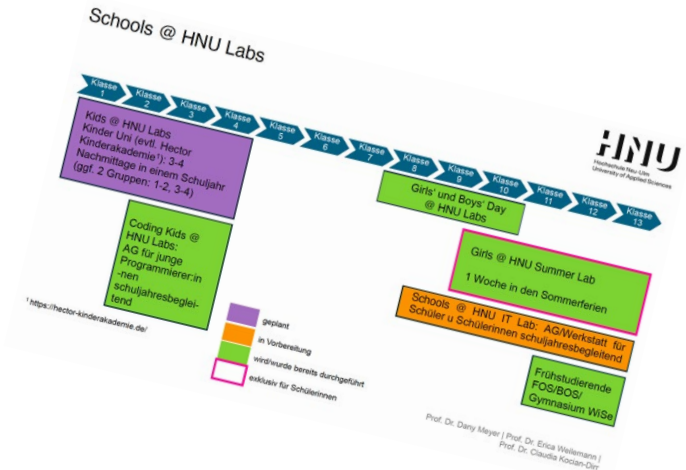 Schools @ HNU Labs
Klasse
1
Klasse
2
Klasse
3
Klasse
4
Klasse
5
Klasse
6
Klasse
7
Klasse
8
Klasse
9
Klasse
10
Klasse
11
Klasse
12
Klasse
13
HNU
Hochschule Neu-Ulm
University of Applied Sciences
Kids @ HNU Labs
Kinder Uni (evtl. Hector
Kinderakademie¹): 3-4
Nachmittage in einem Schuljahr
(ggf. 2 Gruppen: 1-2, 3-4)
Girls' und Boys' Day
@ HNU Labs
Coding Kids @
HNU Labs:
AG für junge
Programmierer:in
-nen
schuljahresbeglei-
tend
Girls @ HNU Summer Lab
1 Woche in den Sommerferien
Schools @ HNU IT Lab: AG/Werkstatt für
Schüler u Schülerinnen schuljahresbegleitend
Frühstudierende
FOS/BOS/
Gymnasium WiSe
¹ https://hector-kinderakademie.de/
geplant
in Vorbereitung
wird/wurde bereits durchgeführt
exklusiv für Schülerinnen
Prof. Dr. Dany Meyer | Prof. Dr. Erica Weilemann |
Prof. Dr. Claudia Kocian-Dirr